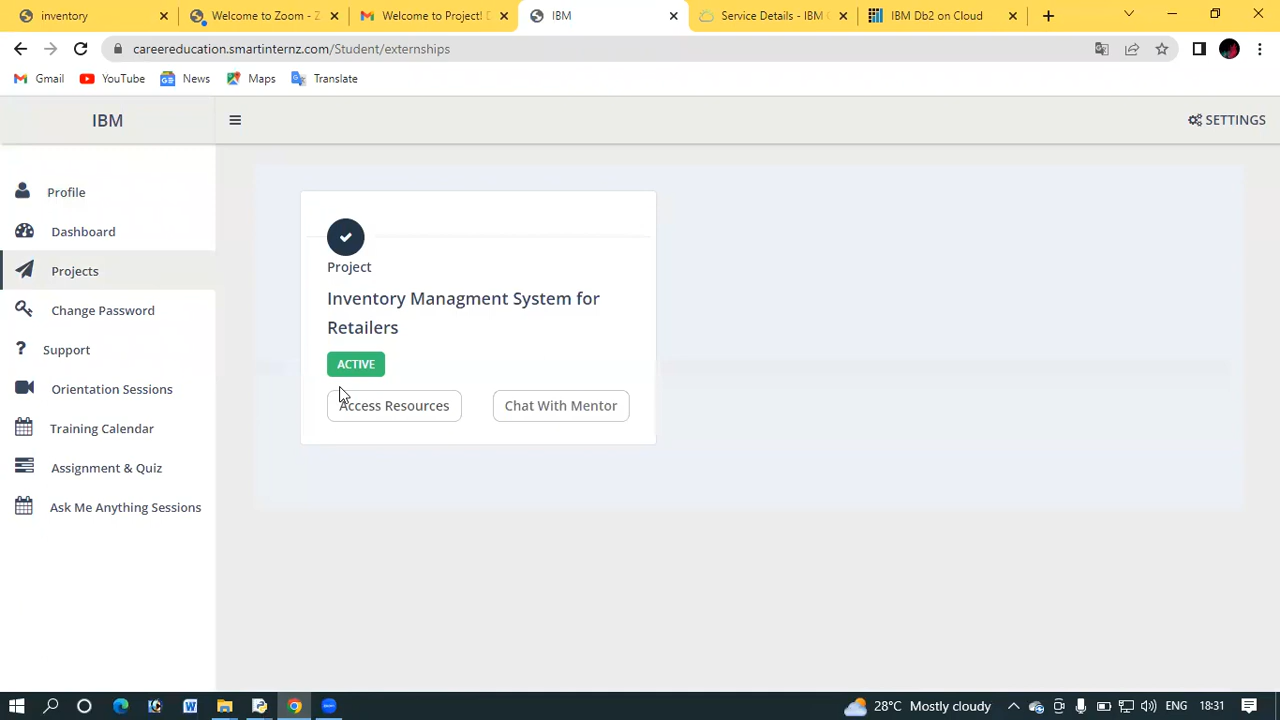 inventory
Welcome to Zoom - Z
Welcome to Project! D
IBM
Service Details - IBM C
IBM Db2 on Cloud
careereducation.smartinternz.com/Student/externships
Gmail
YouTube
News
Maps
Translate
IBM
SETTINGS
Profile
Dashboard
Projects
Change Password
Support
Orientation Sessions
Training Calendar
Assignment & Quiz
Ask Me Anything Sessions
Project
Inventory Managment System for
Retailers
ACTIVE
Access Resources
Chat With Mentor
28°C Mostly cloudy
ENG
18:31